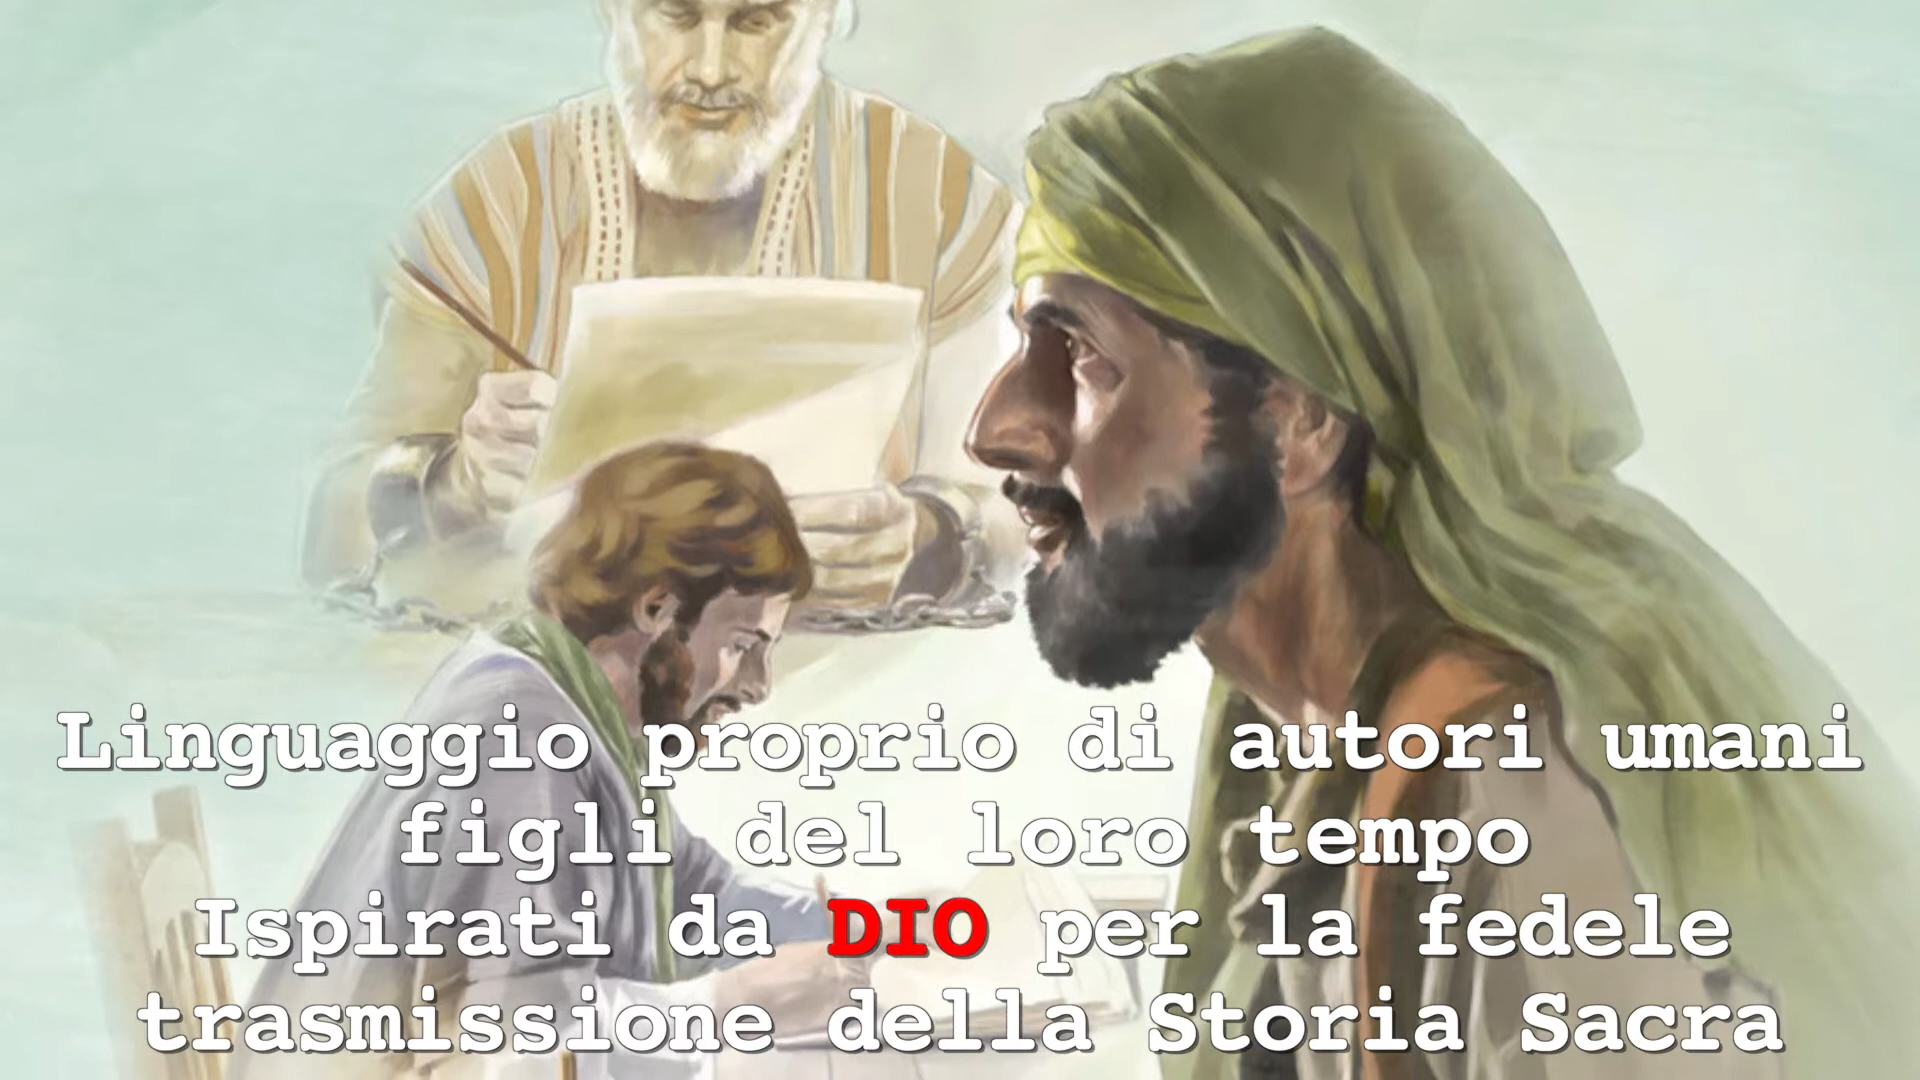 Linguaggio proprio di autori umani
figli del loro tempo
Ispirati da DIO per la fedele
trasmissione della Storia Sacra